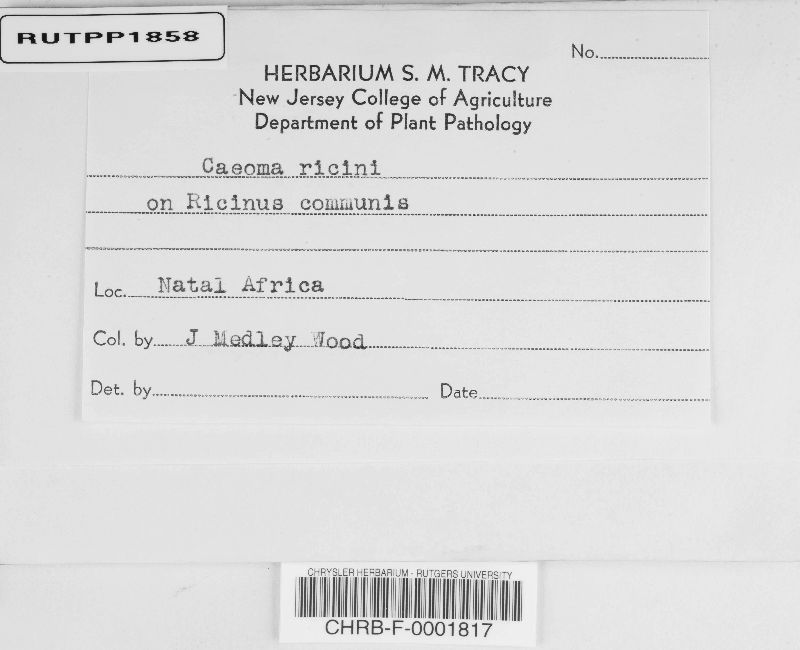 RUTPP1858
No.
HERBARIUM S. M. TRACY
New Jersey College of Agriculture
Department of Plant Pathology
Caeoma ricini
on Ricinus communis
Loc. Natal Africa
Col. by J Medley Wood
Det. by Date
CHRYSLER HERBARIUM - RUTGERS UNIVERSITY
CHRB-F-0001817